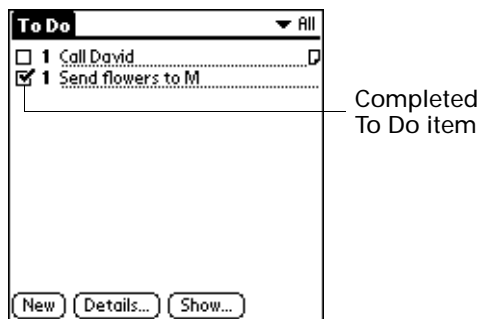 To Do All
1 Call David
1 Send flowers to M
Completed
To Do item
New Details... Show...